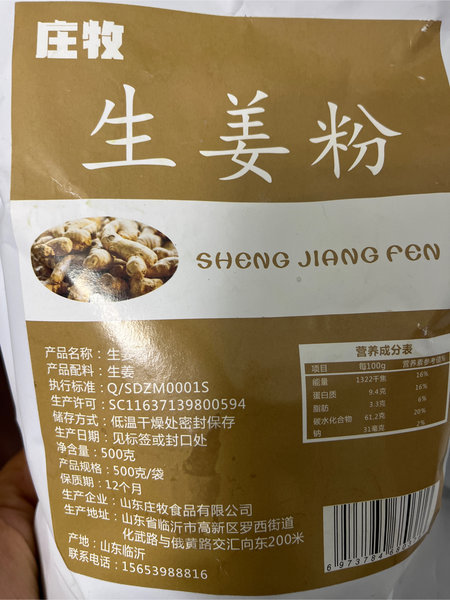 庄牧
生姜粉
SHENG JIANG FEN
产品名称：生姜
产品配料：生姜
执行标准：Q/SDZM0001S
生产许可：SC11637139800594
储存方式：低温干燥处密封保存
生产日期：见标签或封口处
净含量：500克
产品规格：500克/袋
保质期：12个月
生产企业：山东庄牧食品有限公司
生产地址：山东省临沂市高新区罗西街道
化武路与俄黄路交汇向东200米
产地：山东临沂
联系电话：15653988816
营养成分表
项目 每100g 营养素参考值%
能量 1322千焦 16%
蛋白质 9.4克 16%
脂肪 3.3克 6%
碳水化合物 61.2克 20%
钠 31毫克 2%